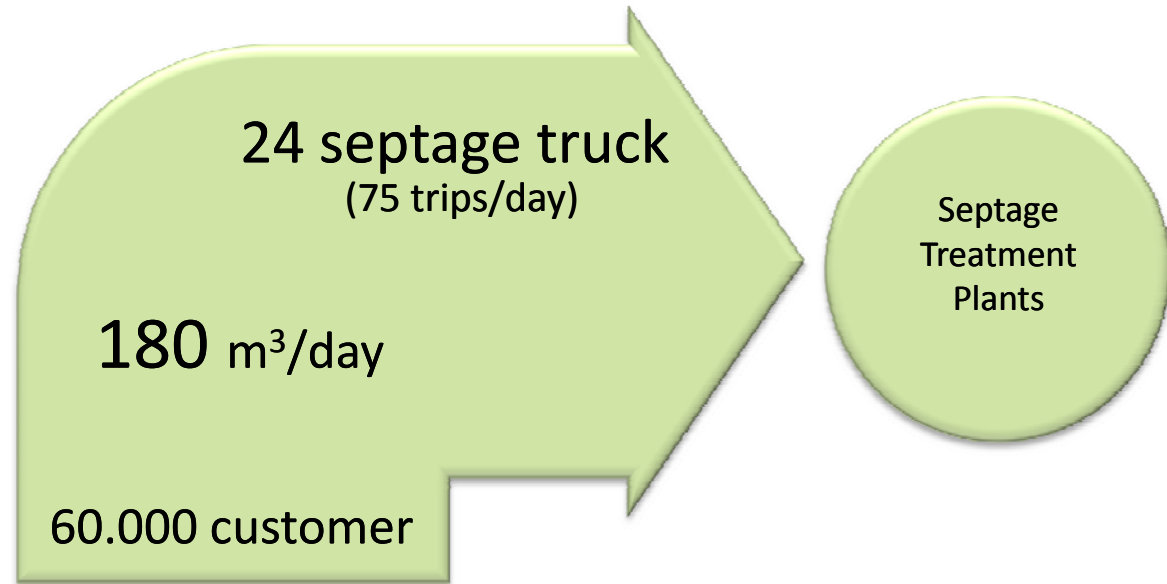 24 septage truck
(75 trips/day)
180 m³/day
60.000 customer
Septage
Treatment
Plants